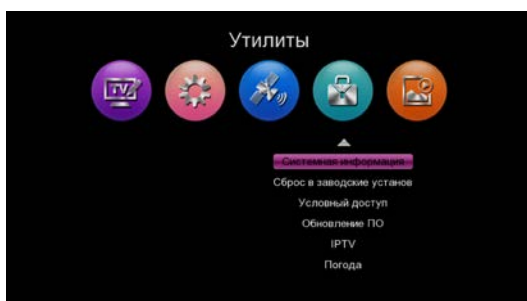 Утилиты
TV
Системная информация
Сброс в заводские установ
Условный доступ
Обновление ПО
IPTV
Погода